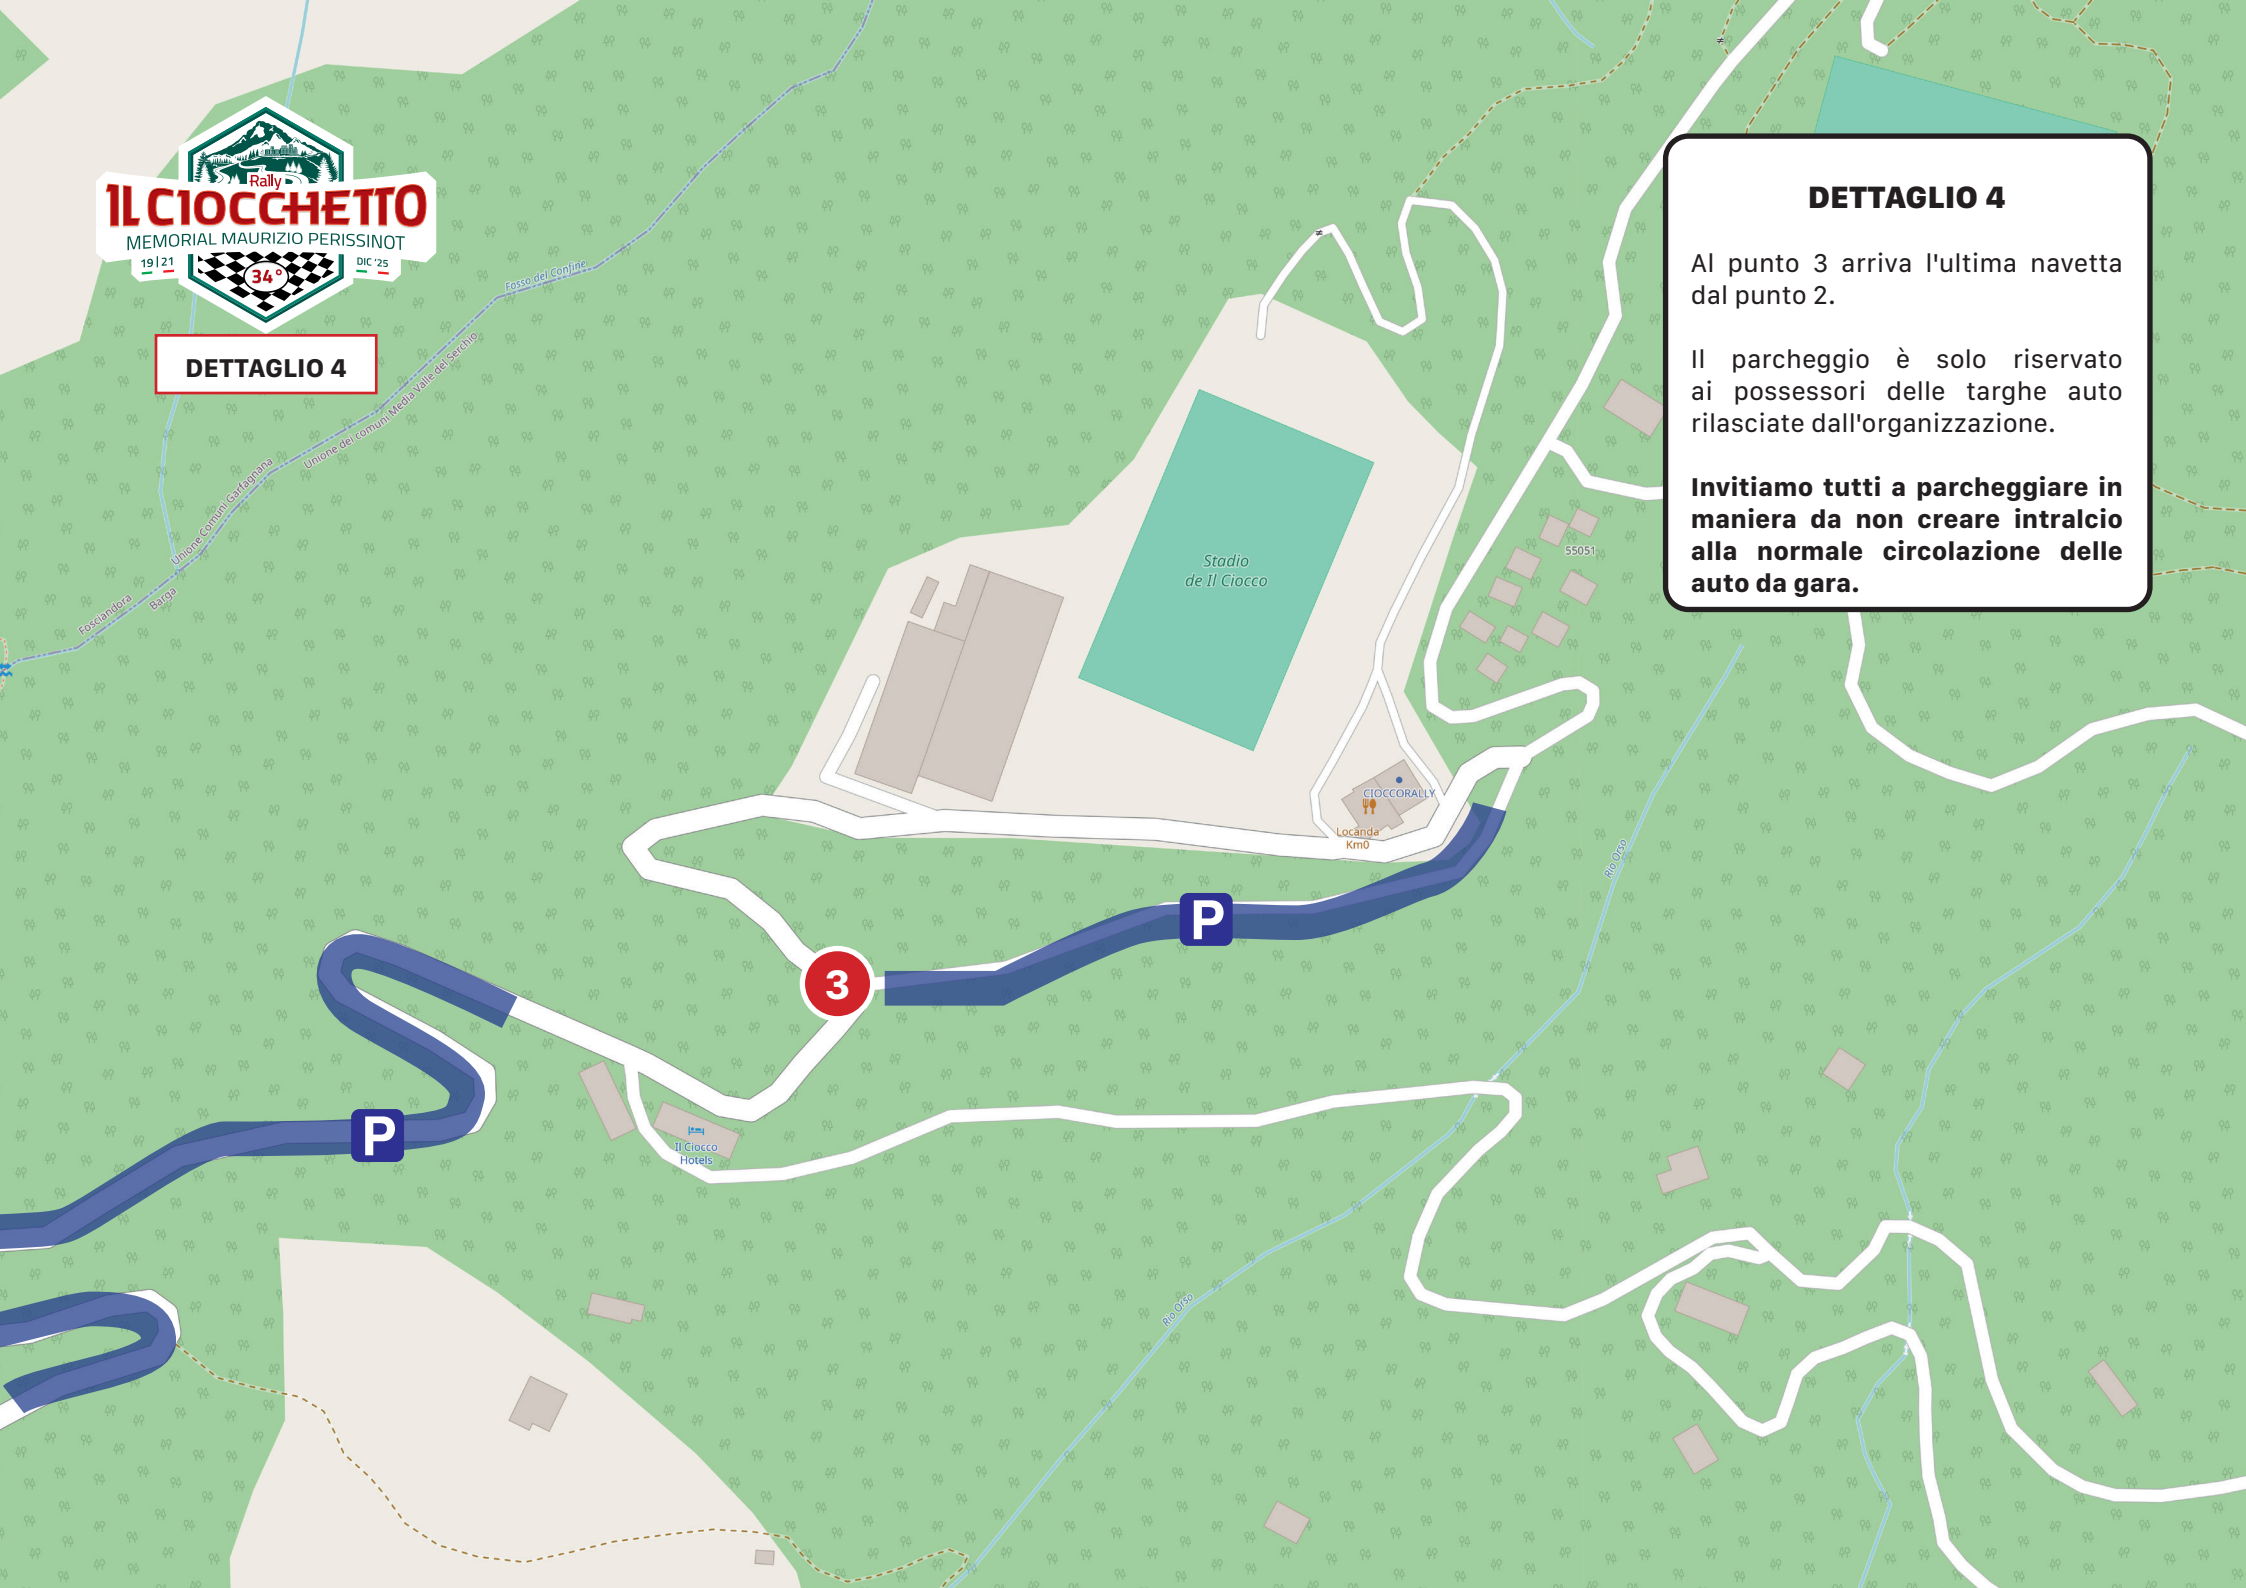 Rally
IL CIOCCHETTO
MEMORIAL MAURIZIO PERISSINOT
19|21
DIC '25
34°
DETTAGLIO 4
DETTAGLIO 4
Al punto 3 arriva l'ultima navetta
dal punto 2.
Il parcheggio è solo riservato
ai possessori delle targhe auto
rilasciate dall'organizzazione.
Invitiamo tutti a parcheggiare in
maniera da non creare intralcio
alla normale circolazione delle
auto da gara.
Fosso del Confine
Unione dei comuni Media Valle del Serchio
Unione Comuni Garfagnana
Fosciandora
Barga
Stadio
de Il Ciocco
55051
CIOCCORALLY
Locanda
Km0
Rio Orso
P
3
P
Il Ciocco
Hotels
Rio Orso